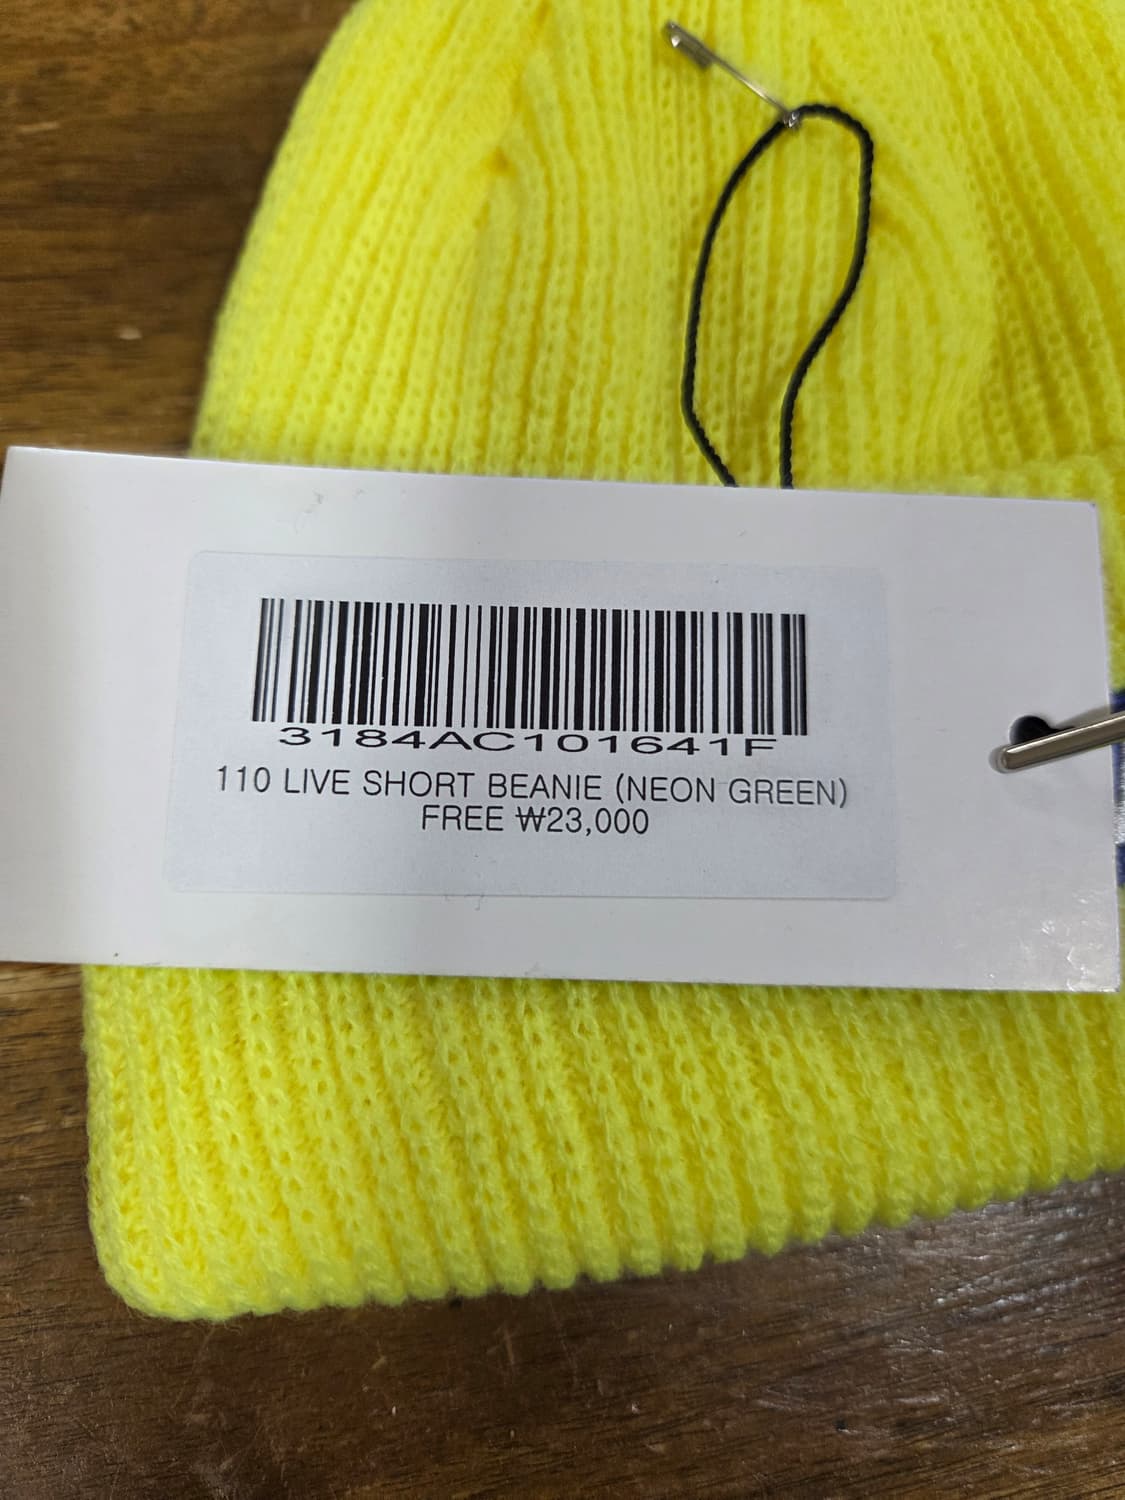 3184AC101641F
110 LIVE SHORT BEANIE (NEON GREEN)
FREE ₩23,000